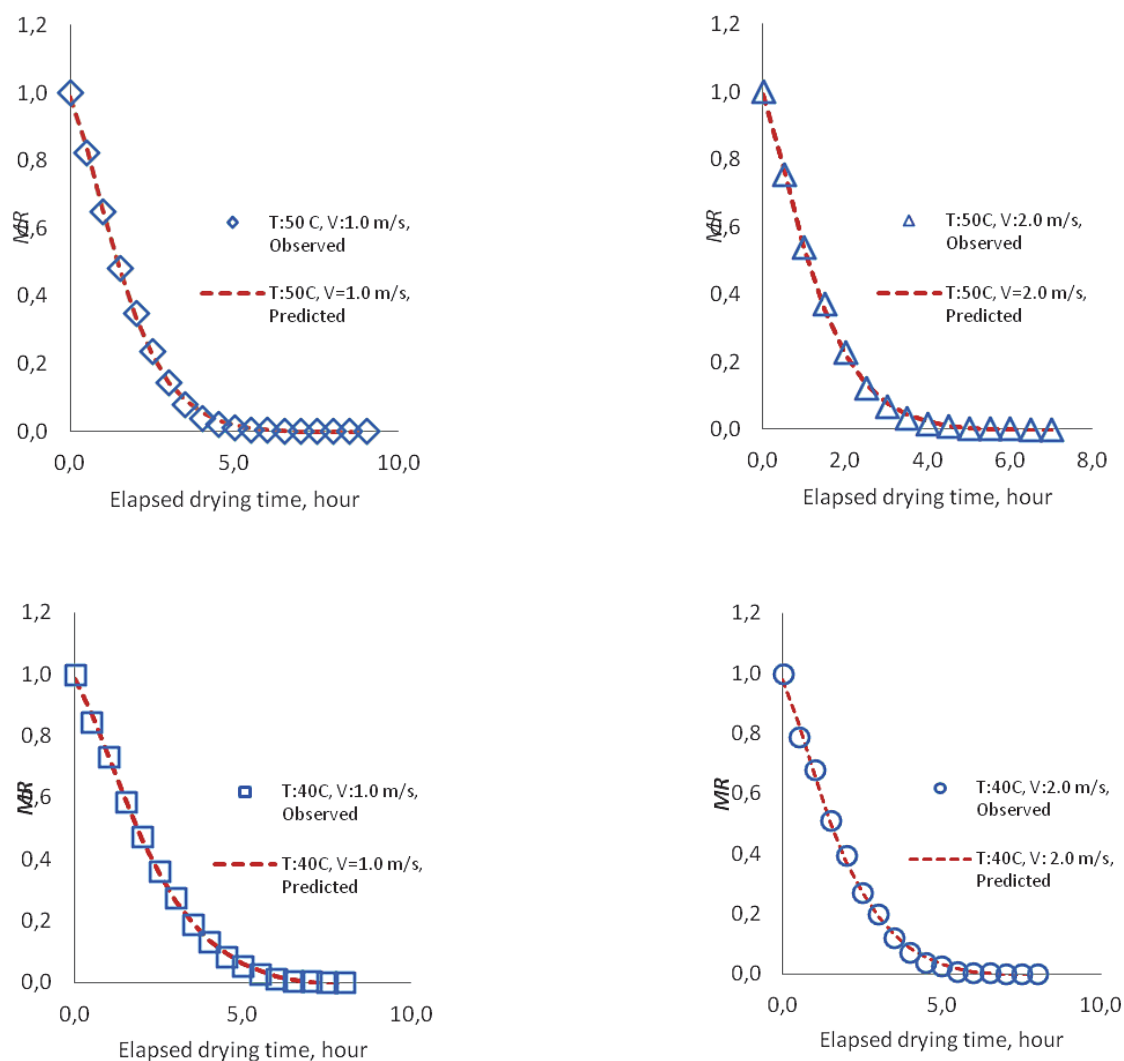 1,2
1,0
0,8
0,6
0,4
0,2
0,0
MR
T:50 C, V:1.0 m/s,
Observed
T:50C, V=1.0 m/s,
Predicted
0,0 5,0 10,0
Elapsed drying time, hour
1,2
1,0
0,8
0,6
0,4
0,2
0,0
MR
T:50C, V:2.0 m/s,
Observed
T:50C, V=2.0 m/s,
Predicted
0,0 2,0 4,0 6,0 8,0
Elapsed drying time, hour
1,2
1,0
0,8
0,6
0,4
0,2
0,0
MR
T:40C, V:1.0 m/s,
Observed
T:40C, V=1.0 m/s,
Predicted
0,0 5,0 10,0
Elapsed drying time, hour
1,2
1,0
0,8
0,6
0,4
0,2
0,0
MR
T:40C, V:2.0 m/s,
Observed
T:40C, V: 2.0 m/s,
Predicted
0,0 5,0 10,0
Elapsed drying time, hour